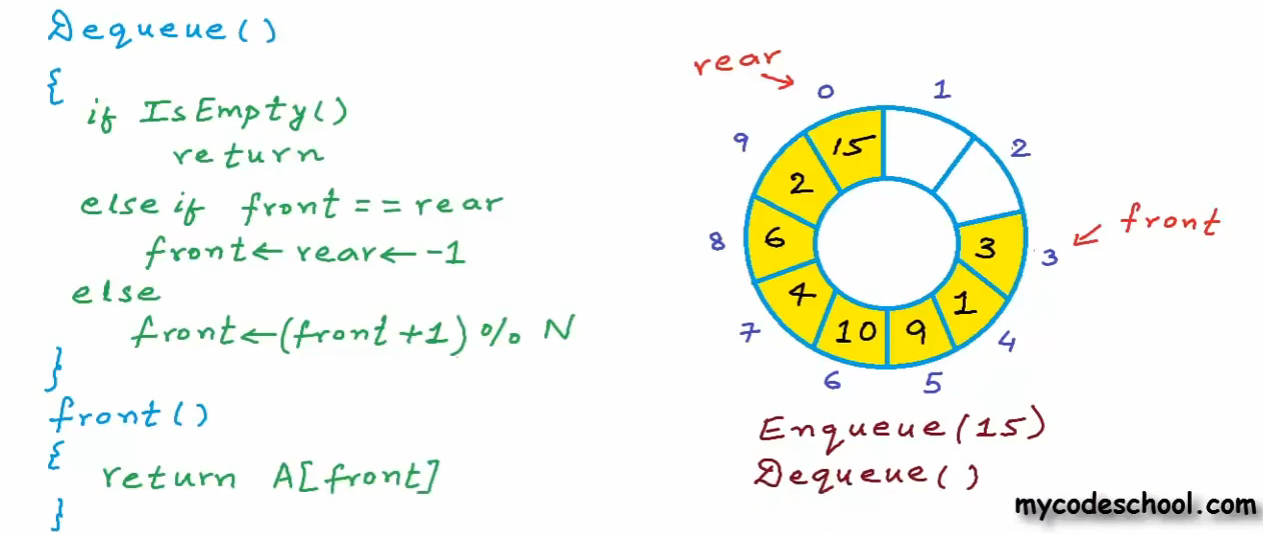 Dequeue()
{
if IsEmpty()
return
else if front == rear
front ← rear ← -1
else
front ← (front +1) % N
}
front()
{
return A[front]
}
rear
0
1
2
3
4
5
6
7
8
9
front
15
3
1
9
10
4
6
2
Enqueue(15)
Dequeue()
mycodeschool.com